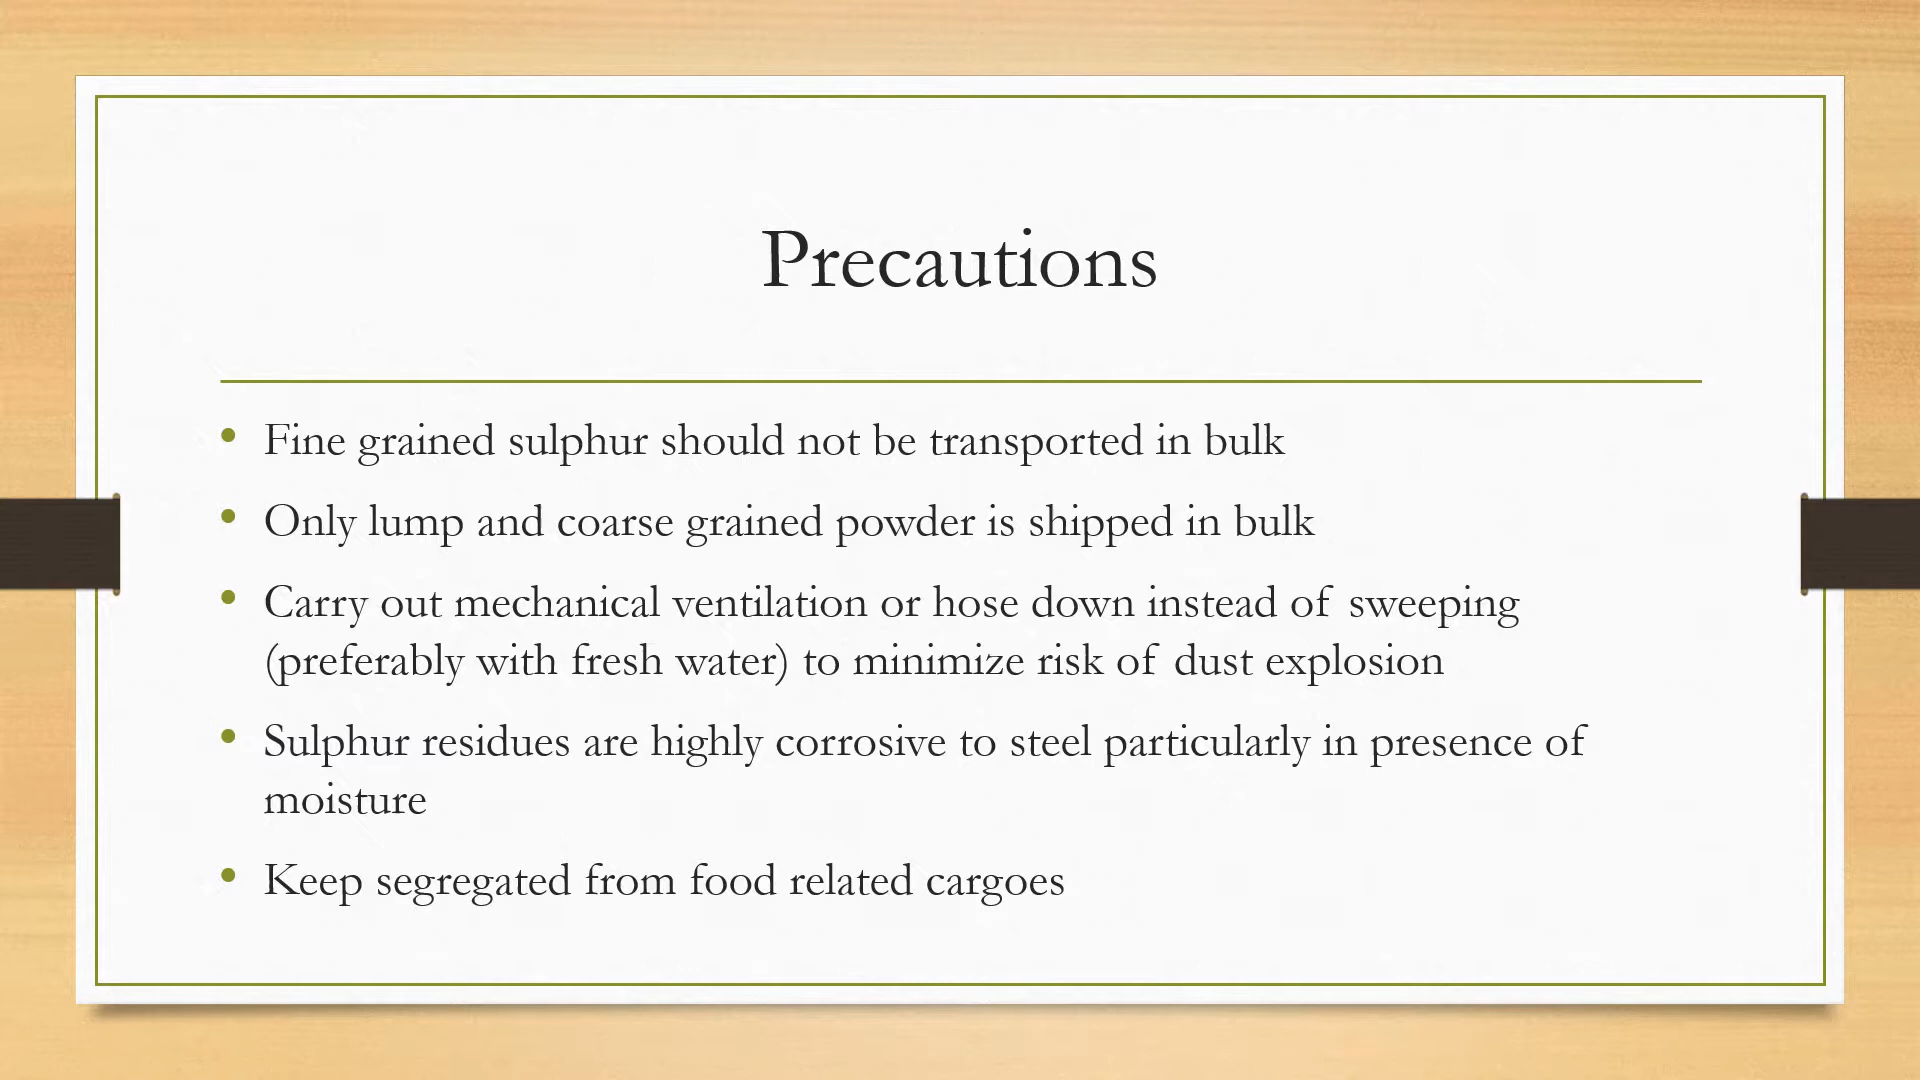 Precautions
• Fine grained sulphur should not be transported in bulk
• Only lump and coarse grained powder is shipped in bulk
• Carry out mechanical ventilation or hose down instead of sweeping
(preferably with fresh water) to minimize risk of dust explosion
• Sulphur residues are highly corrosive to steel particularly in presence of
moisture
• Keep segregated from food related cargoes